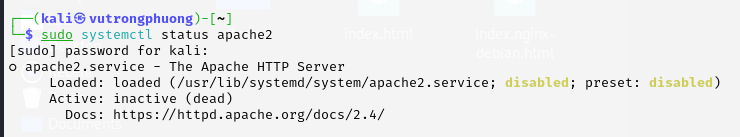 ┌──(kali㉿vutrongphuong)-[~]
└─$ sudo systemctl status apache2
index.html
index.nginx-debian.html
[sudo] password for kali:
○ apache2.service - The Apache HTTP Server
Loaded: loaded (/usr/lib/systemd/system/apache2.service; disabled; preset: disabled)
Active: inactive (dead)
Docs: https://httpd.apache.org/docs/2.4/
Documents